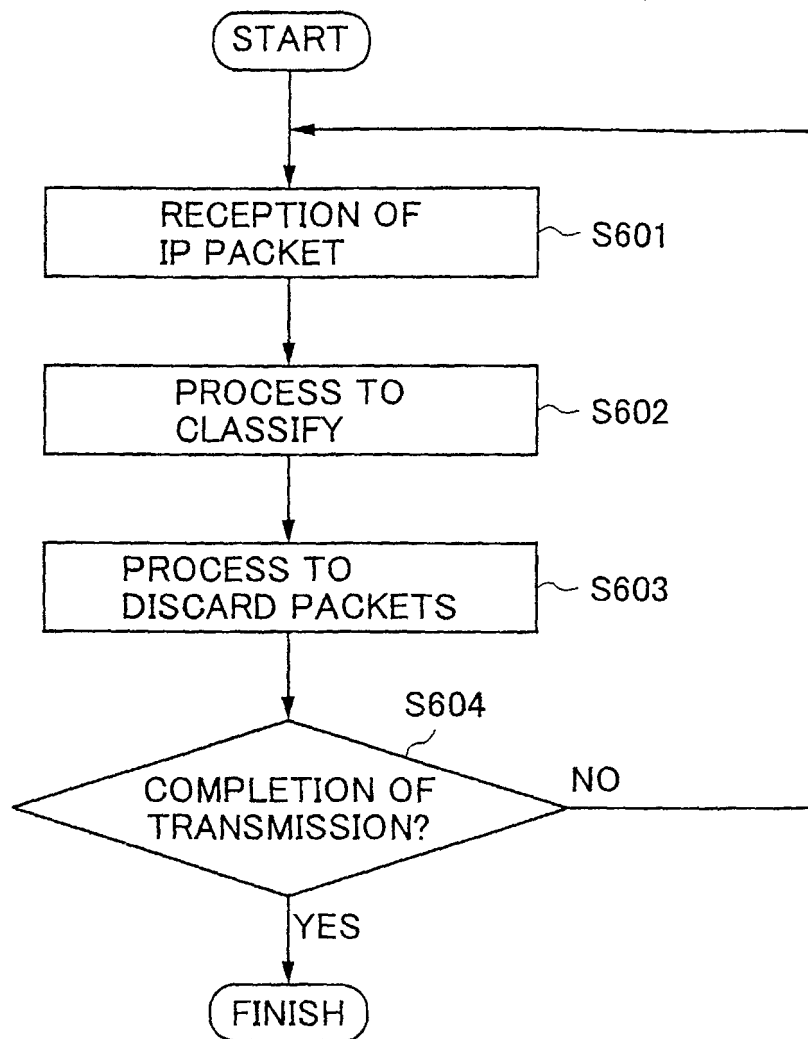 START
RECEPTION OF
IP PACKET
S601
PROCESS TO
CLASSIFY
S602
PROCESS TO
DISCARD PACKETS
S603
S604
COMPLETION OF
TRANSMISSION?
NO
YES
FINISH